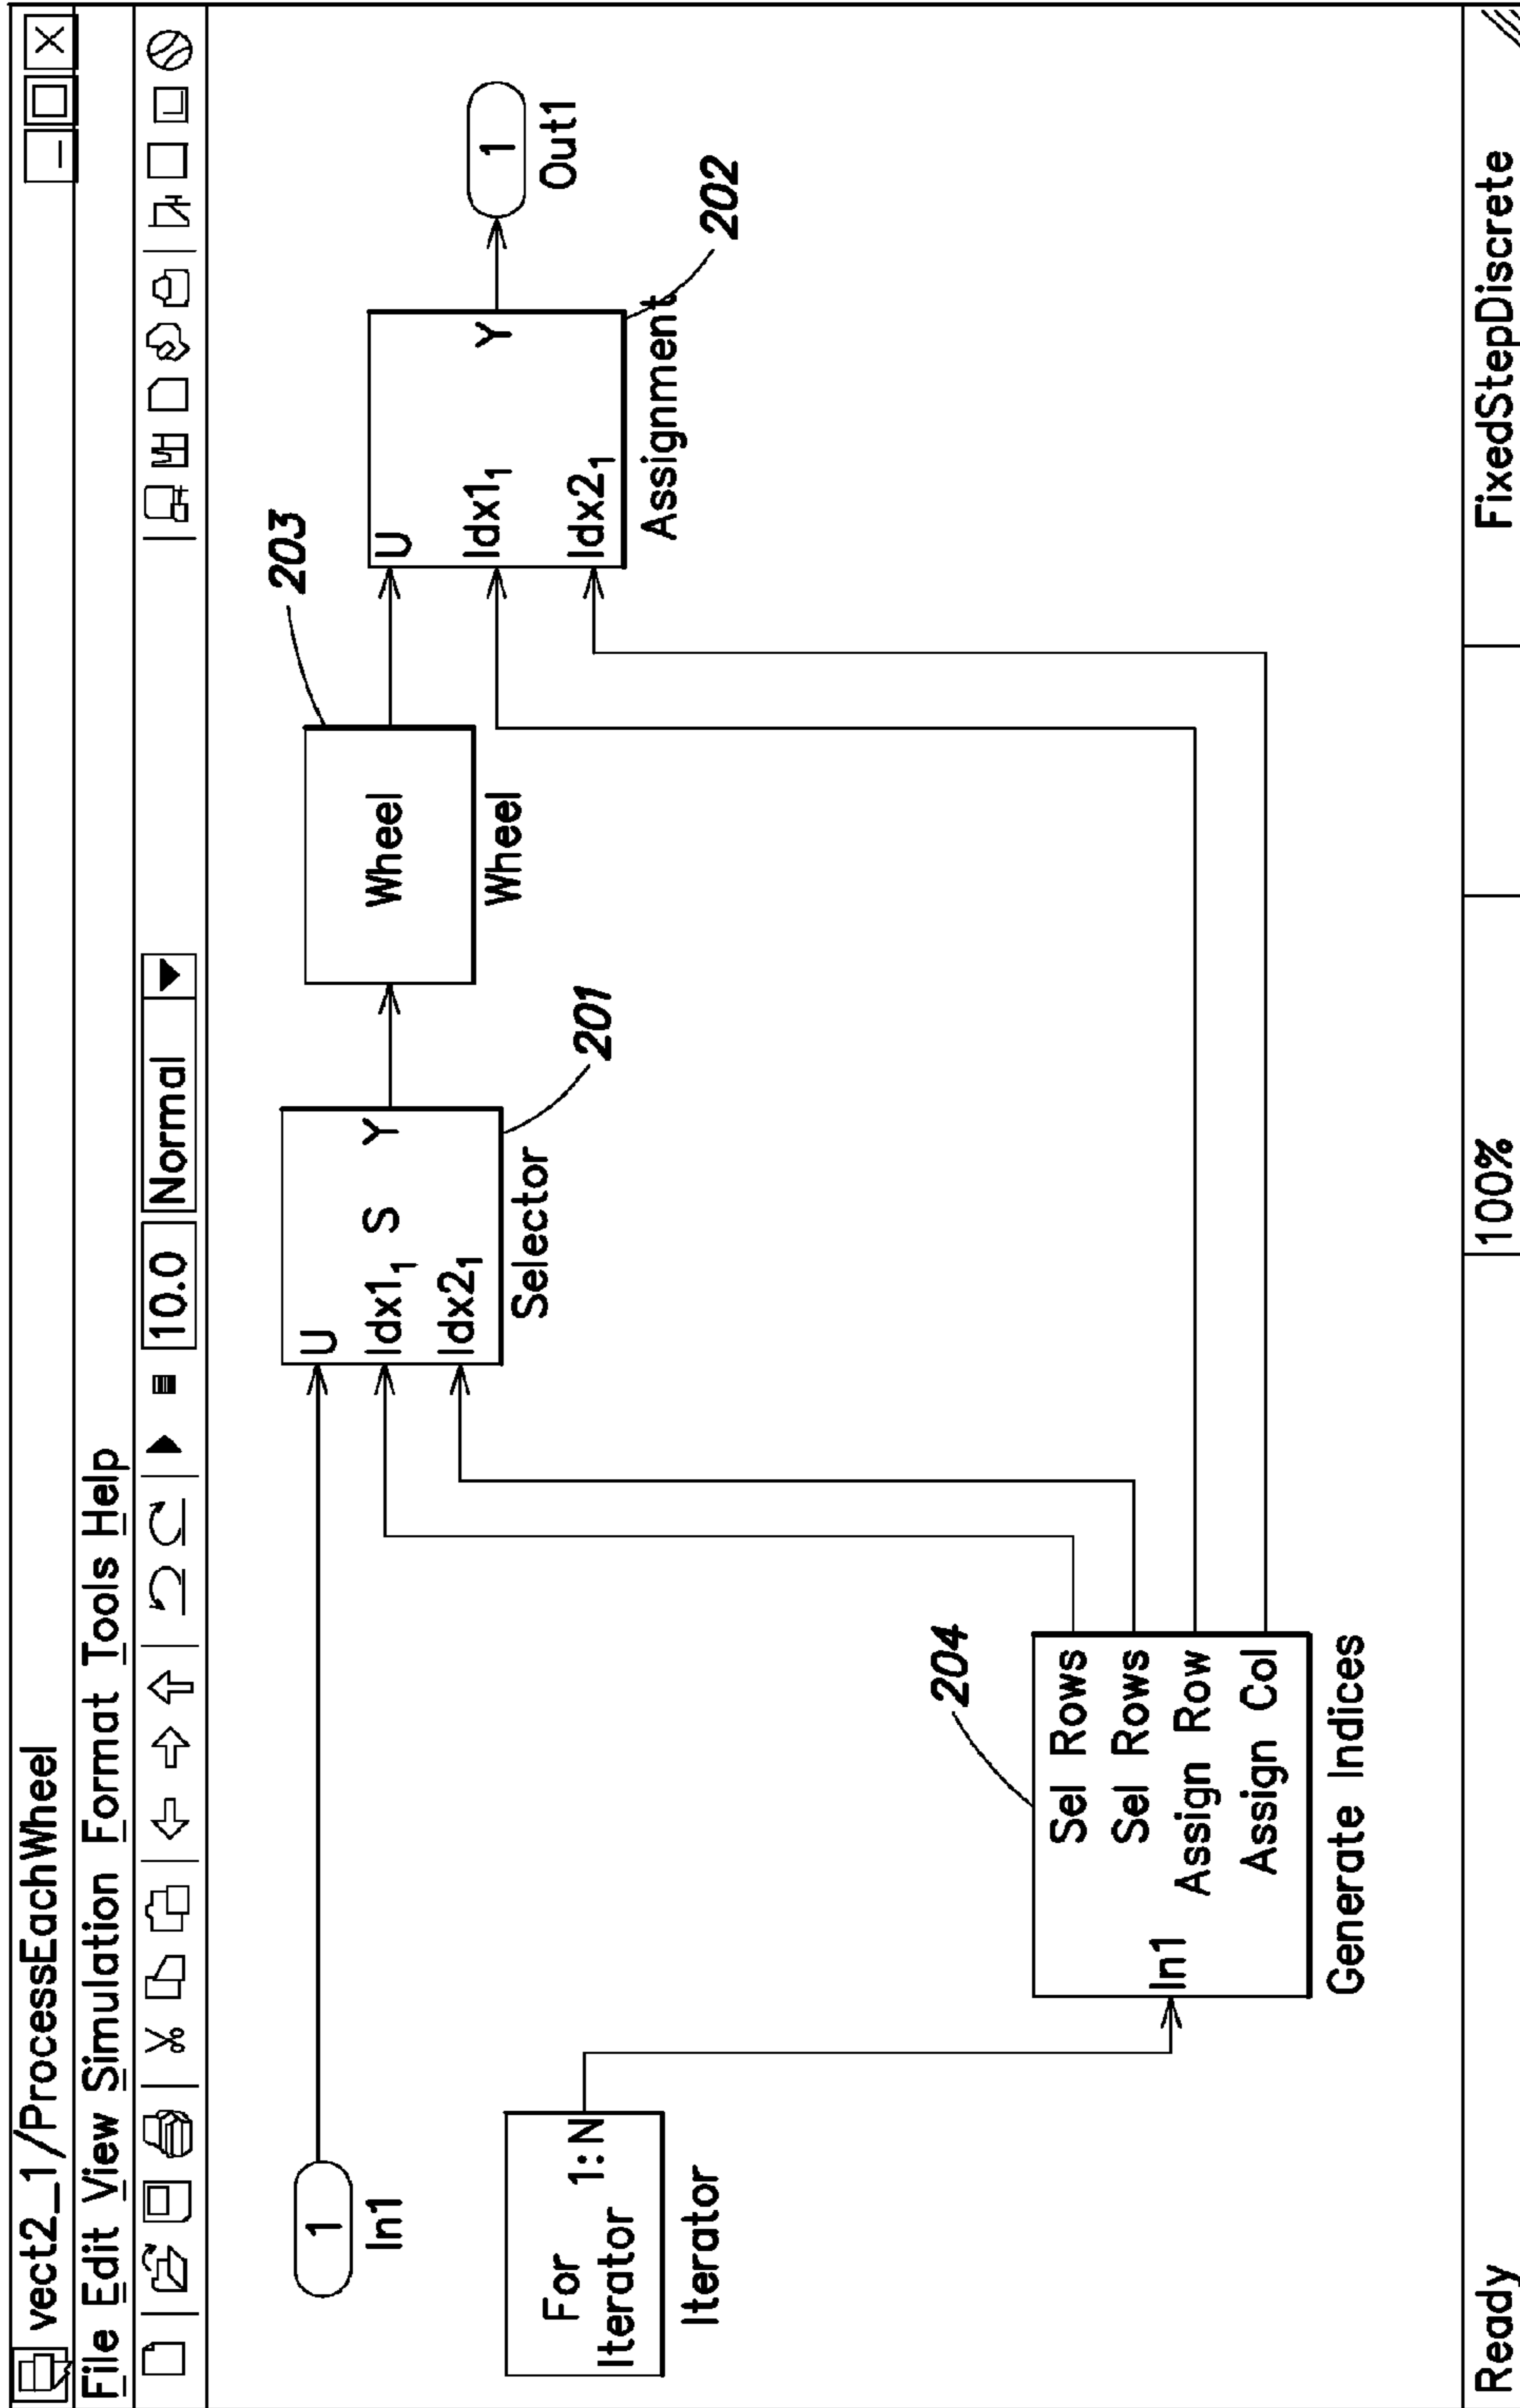 vect2_1/ProcessEachWheel
File Edit View Simulation Format Tools Help
10.0 Normal
1
In1
For
Iterator 1:N
Iterator
U
Idx1₁ S Y
Idx2₁
Selector
201
Wheel
Wheel
203
U
Idx1₁ Y
Idx2₁
Assignment
202
1
Out1
204
In1
Sel Rows
Sel Rows
Assign Row
Assign Col
Generate Indices
Ready 100% FixedStepDiscrete